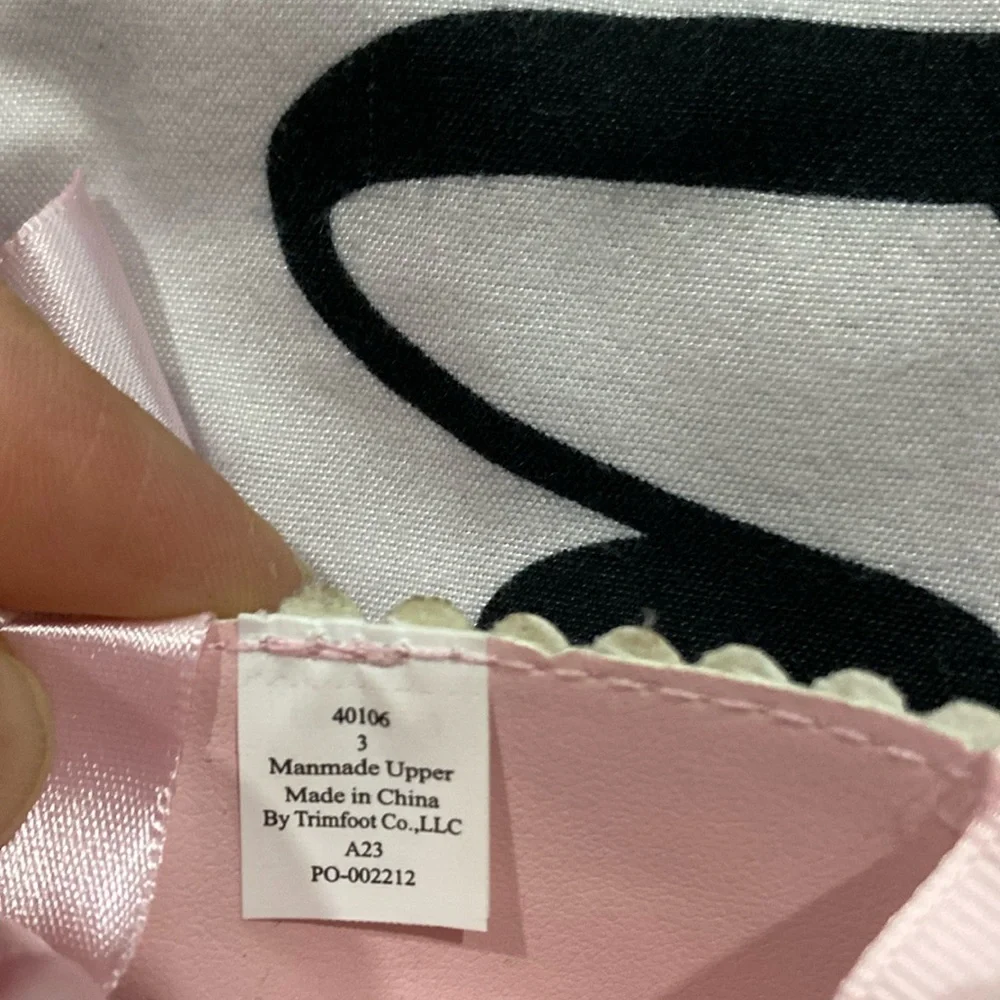 40106
3
Manmade Upper
Made in China
By Trimfoot Co.,LLC
A23
PO-002212